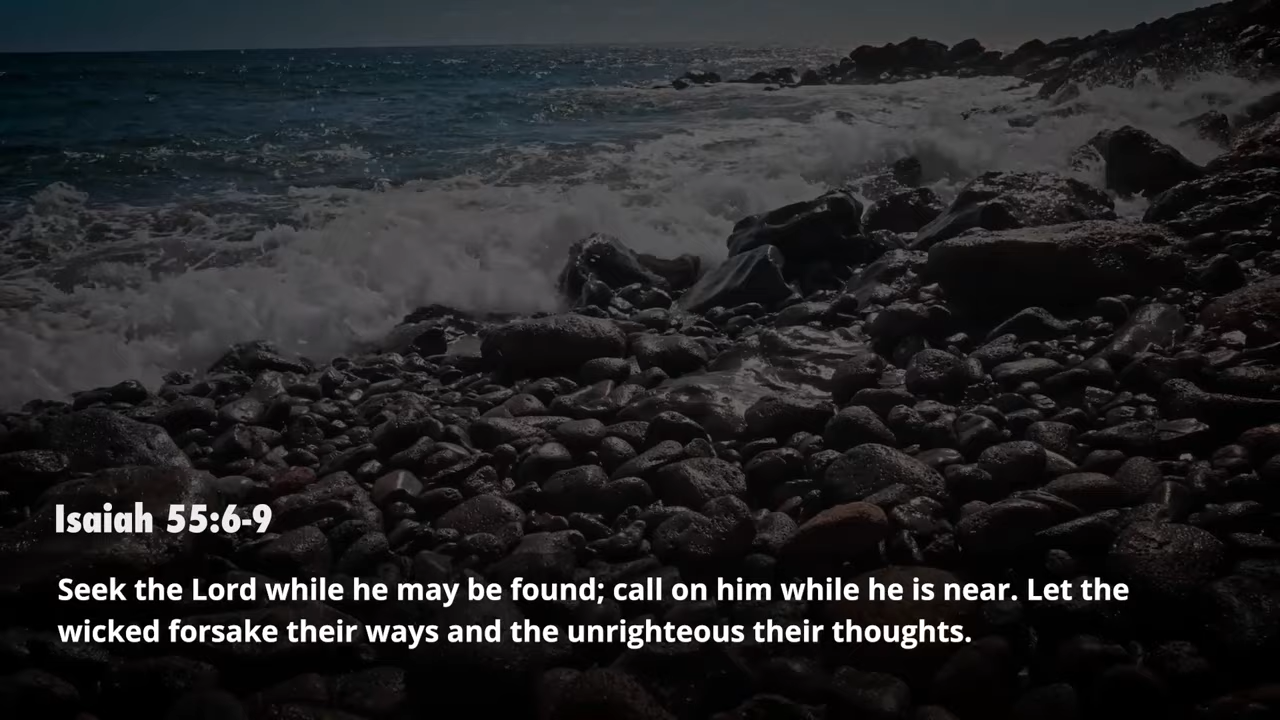 Isaiah 55:6-9
Seek the Lord while he may be found; call on him while he is near. Let the
wicked forsake their ways and the unrighteous their thoughts.